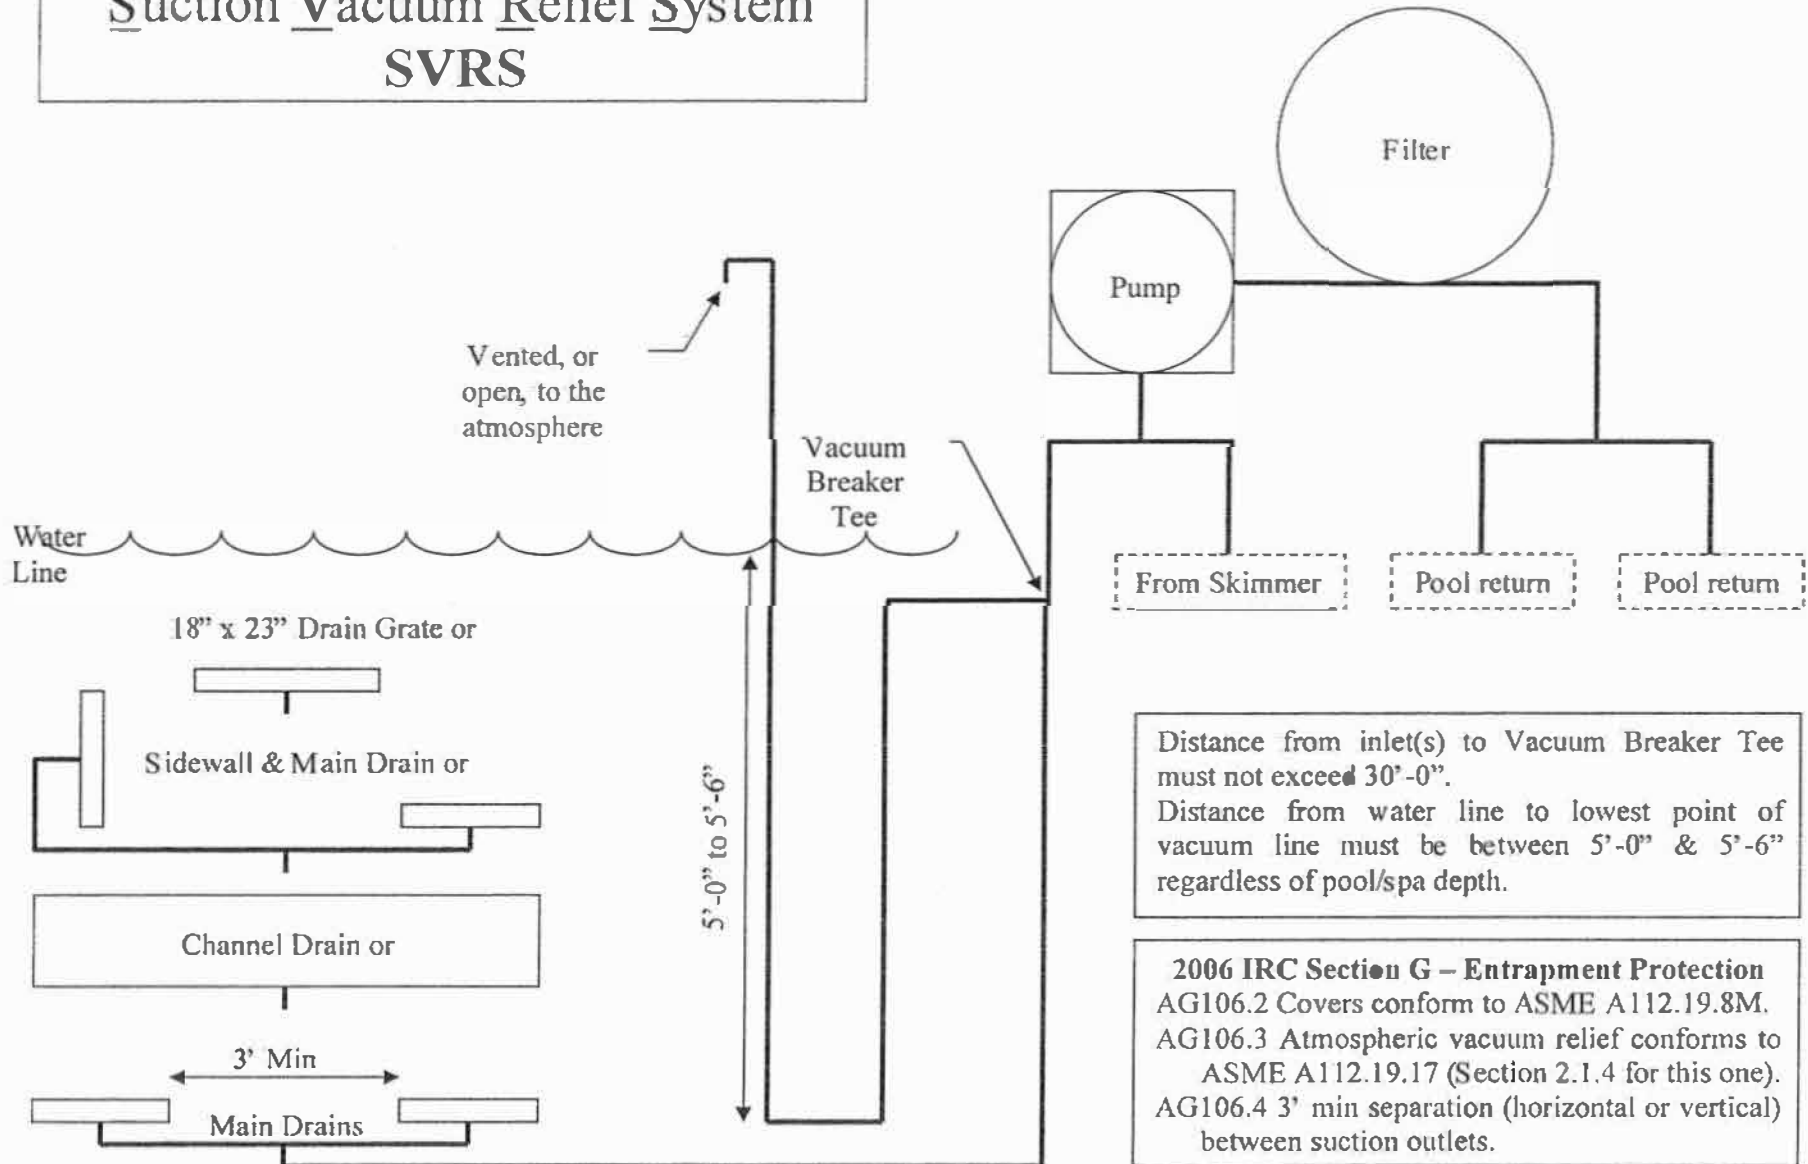 Suction Vacuum Relief System
SVRS
Filter
Pump
Vented, or
open, to the
atmosphere
Vacuum
Breaker
Tee
Water
Line
From Skimmer
Pool return
Pool return
18” x 23” Drain Grate or
Sidewall & Main Drain or
5’-0” to 5’-6”
Channel Drain or
3’ Min
Main Drains
Distance from inlet(s) to Vacuum Breaker Tee
must not exceed 30’-0”.
Distance from water line to lowest point of
vacuum line must be between 5’-0” & 5’-6”
regardless of pool/spa depth.
2006 IRC Section G – Entrapment Protection
AG106.2 Covers conform to ASME A112.19.8M.
AG106.3 Atmospheric vacuum relief conforms to
ASME A112.19.17 (Section 2.1.4 for this one).
AG106.4 3’ min separation (horizontal or vertical)
between suction outlets.